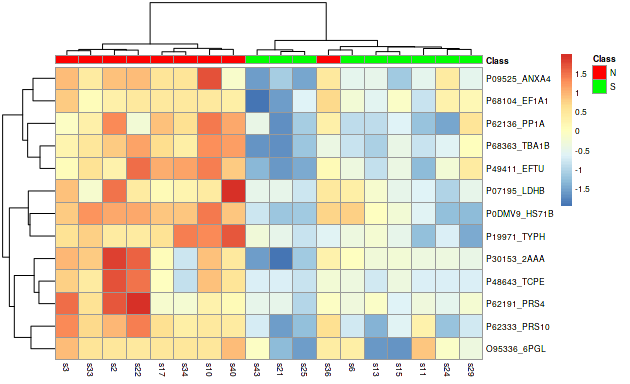 Class
Class
N
G
P09525_ANXA4
P68104_EF1A1
P62136_PP1A
P68363_TBA1B
P49411_EFTU
P07195_LDHB
P0DMV9_HS71B
P19971_TYPH
P30153_2AAA
P48643_TCPE
P62191_PRS4
P62333_PRS10
O95336_6PGL
1.5
1
0.5
0
-0.5
-1
-1.5
s3 s33 s2 s22 s17 s34 s10 s40 s43 s21 s25 s36 s6 s13 s15 s11 s24 s29